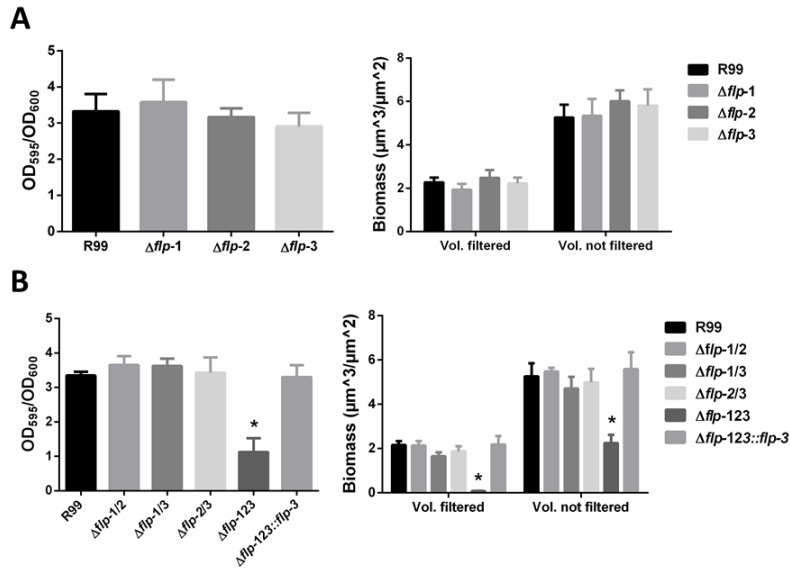 A
OD595/OD600
5
4
3
2
1
0
R99
Δflp-1
Δflp-2
Δflp-3
Biomass (μm^3/μm^2)
8
6
4
2
0
Vol. filtered
Vol. not filtered
R99
Δflp-1
Δflp-2
Δflp-3
B
OD595/OD600
5
4
3
2
1
0
*
R99
Δflp-1/2
Δflp-1/3
Δflp-2/3
Δflp-123
Δflp-123::flp-3
Biomass (μm^3/μm^2)
8
6
4
2
0
*
*
Vol. filtered
Vol. not filtered
R99
Δflp-1/2
Δflp-1/3
Δflp-2/3
Δflp-123
Δflp-123::flp-3